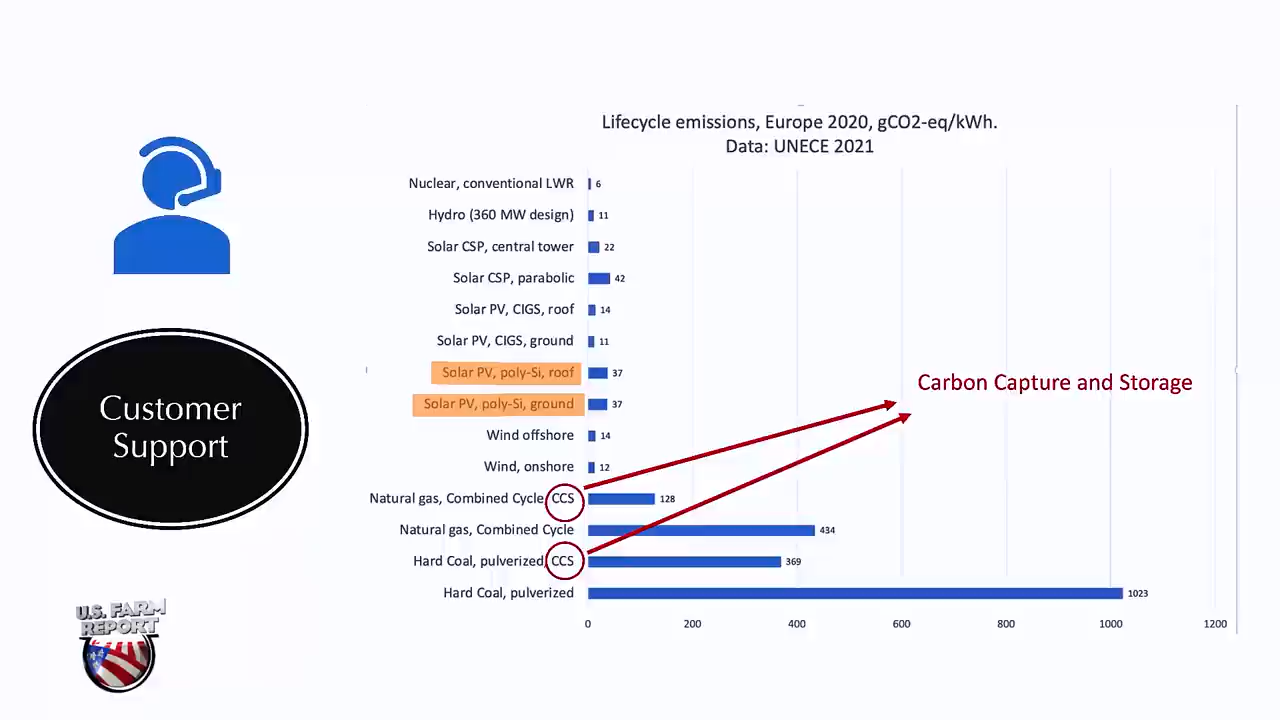 Lifecycle emissions, Europe 2020, gCO2-eq/kWh.
Data: UNECE 2021
Nuclear, conventional LWR 6
Hydro (360 MW design) 11
Solar CSP, central tower 22
Solar CSP, parabolic 42
Solar PV, CIGS, roof 14
Solar PV, CIGS, ground 11
Solar PV, poly-Si, roof 37
Solar PV, poly-Si, ground 37
Wind offshore 14
Wind, onshore 12
Natural gas, Combined Cycle, CCS 128
Natural gas, Combined Cycle 434
Hard Coal, pulverized, CCS 369
Hard Coal, pulverized 1023
0 200 400 600 800 1000 1200
Carbon Capture and Storage
Customer
Support
U.S. FARM
REPORT